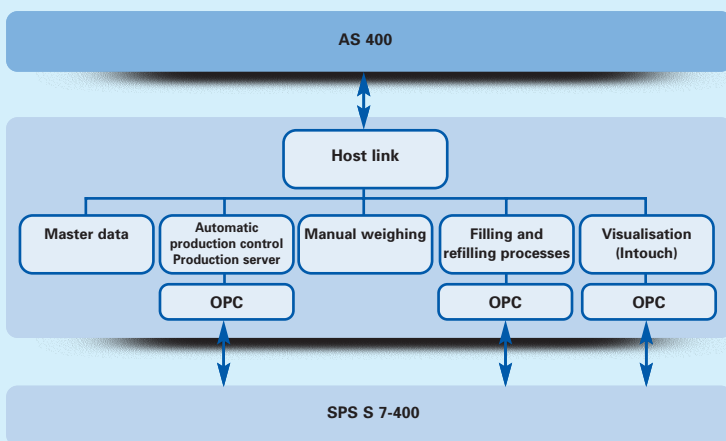 AS 400
Host link
Master data
Automatic
production control
Production server
Manual weighing
Filling and
refilling processes
Visualisation
(Intouch)
OPC
OPC
OPC
SPS S 7-400